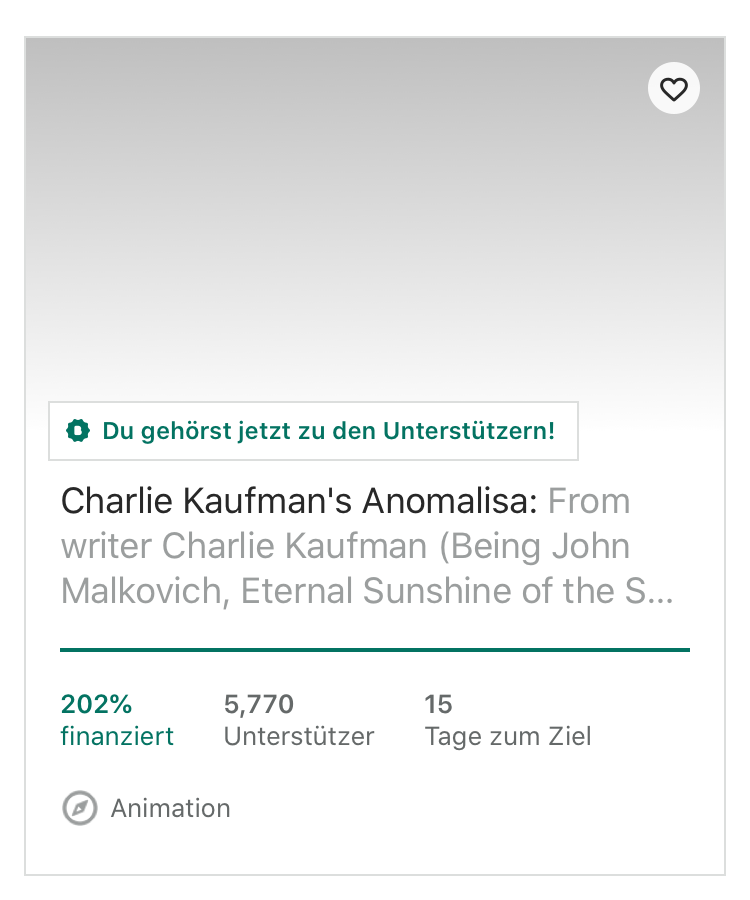 Du gehörst jetzt zu den Unterstützern!
Charlie Kaufman's Anomalisa: From
writer Charlie Kaufman (Being John
Malkovich, Eternal Sunshine of the S...
202%
finanziert
5,770
Unterstützer
15
Tage zum Ziel
Animation